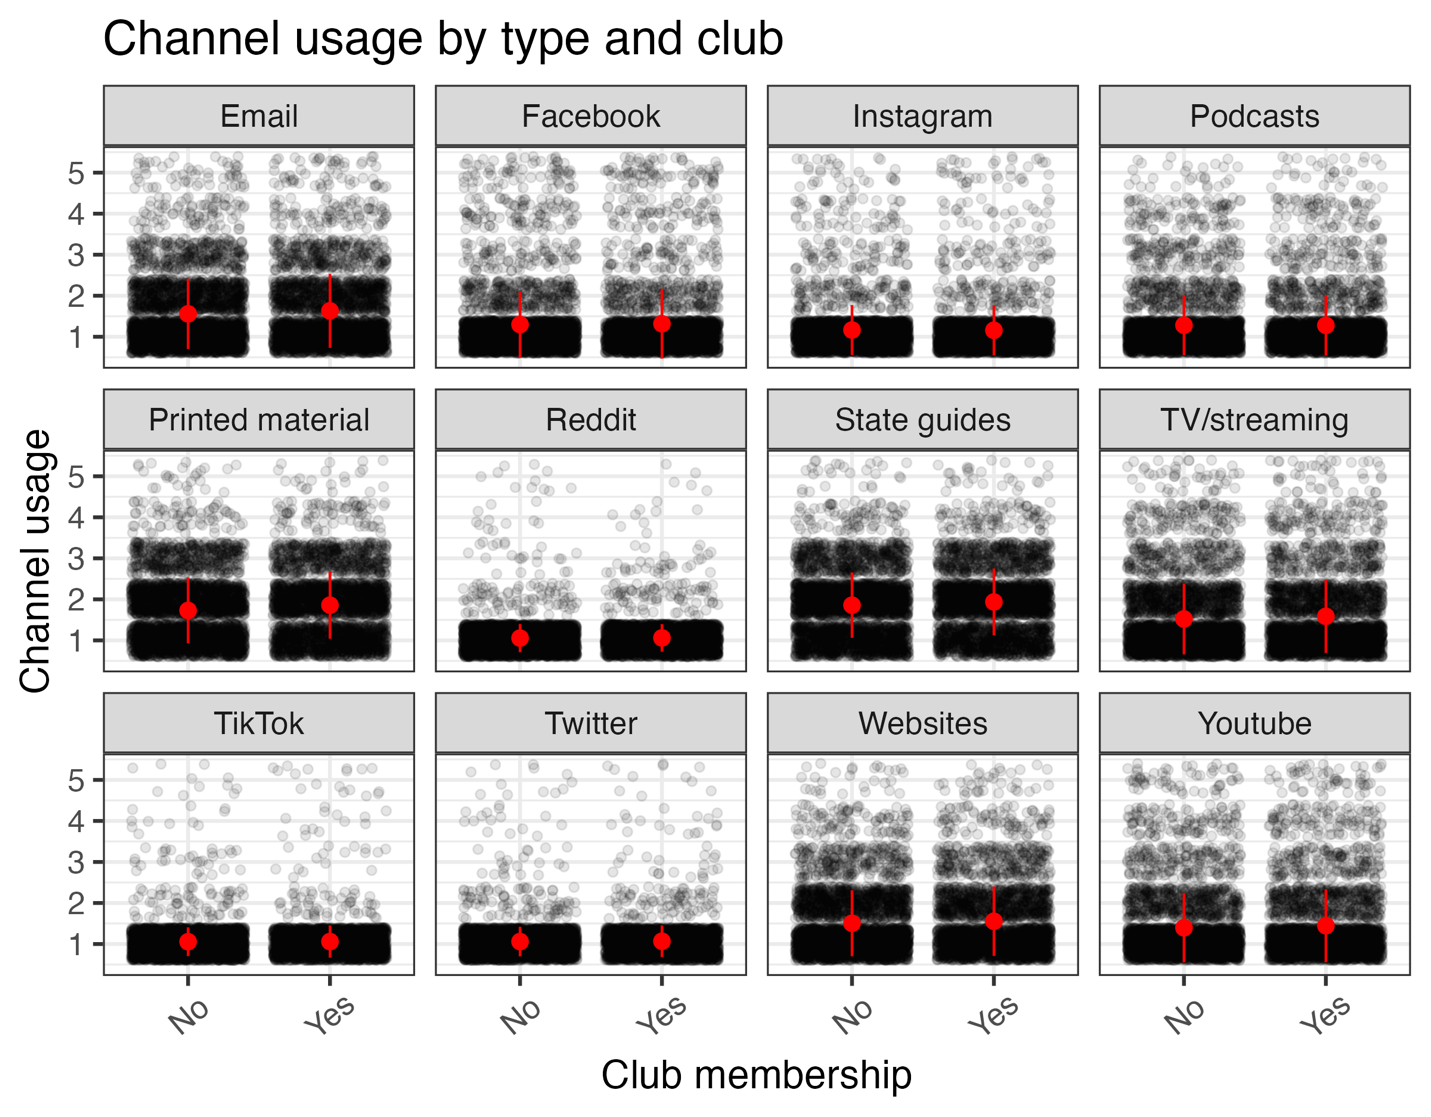 Channel usage by type and club
Email Facebook Instagram Podcasts
5
4
3
2
1
Printed material Reddit State guides TV/streaming
5
4
3
2
1
TikTok Twitter Websites Youtube
5
4
3
2
1
Channel usage
No Yes No Yes No Yes No Yes
Club membership